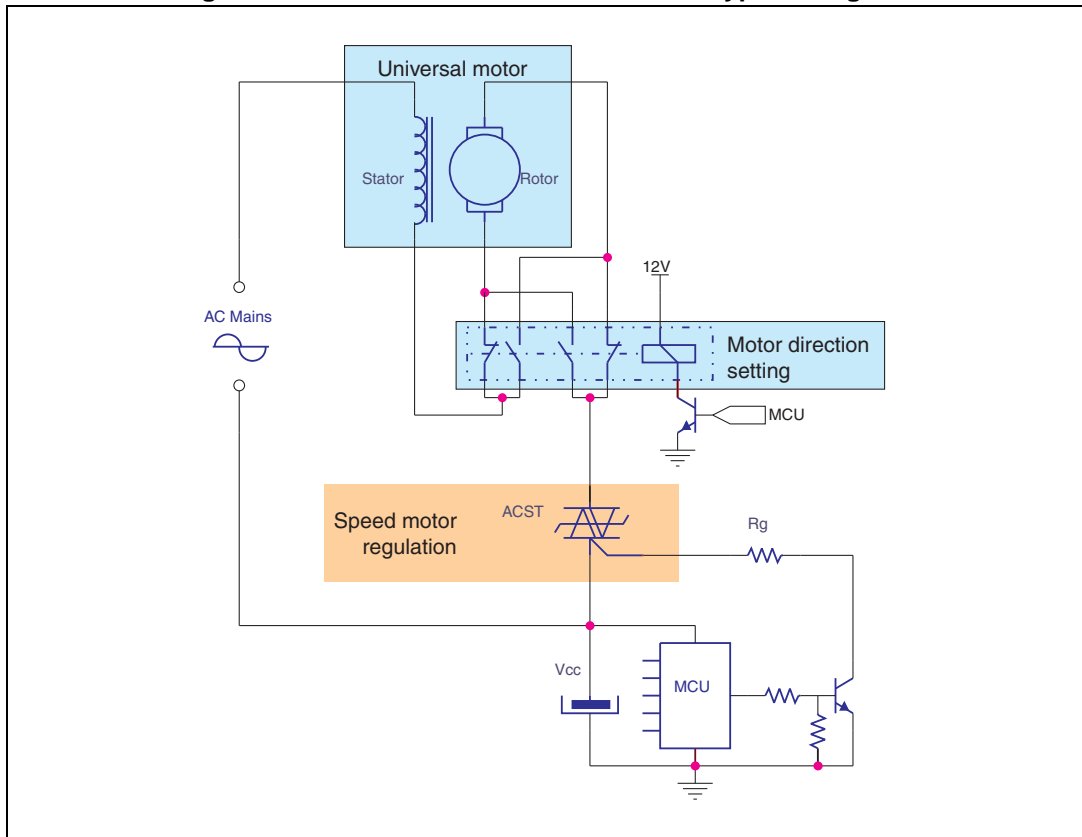 Universal motor
Stator
Rotor
12V
AC Mains
Motor direction
setting
MCU
Speed motor
regulation
ACST
Rg
Vcc
MCU